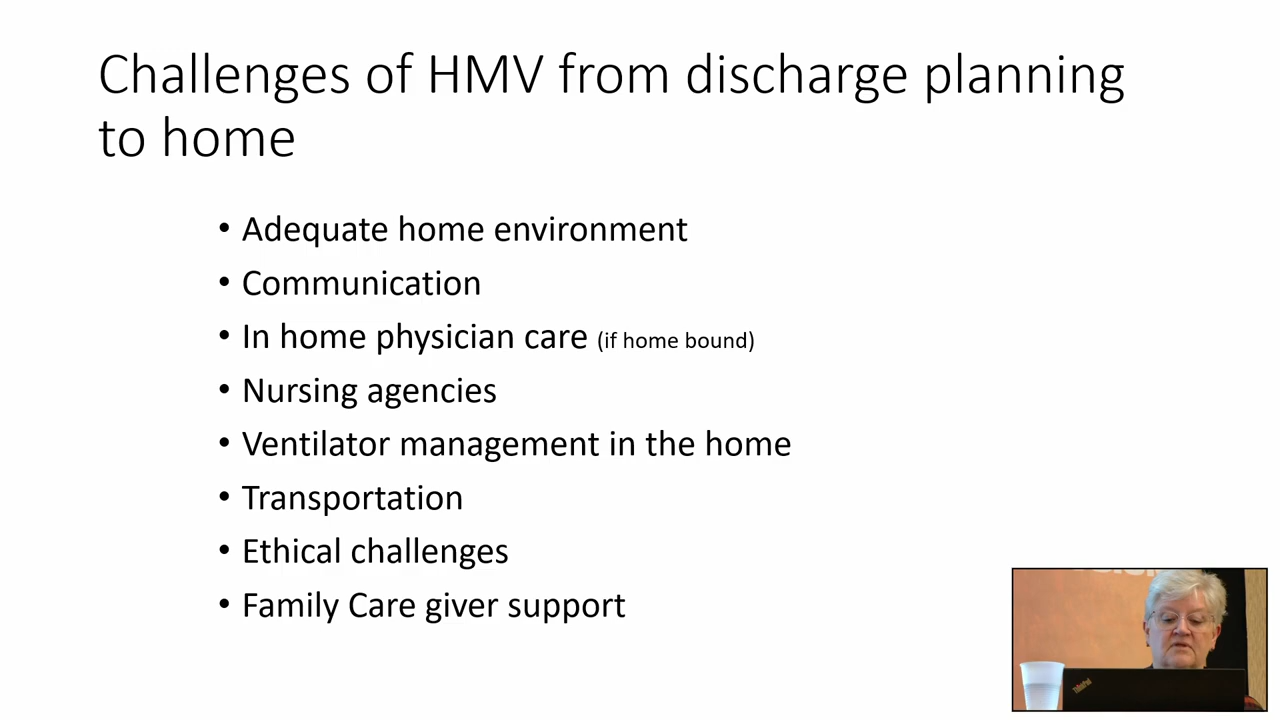 Challenges of HMV from discharge planning
to home
• Adequate home environment
• Communication
• In home physician care (if home bound)
• Nursing agencies
• Ventilator management in the home
• Transportation
• Ethical challenges
• Family Care giver support
ThinkPad